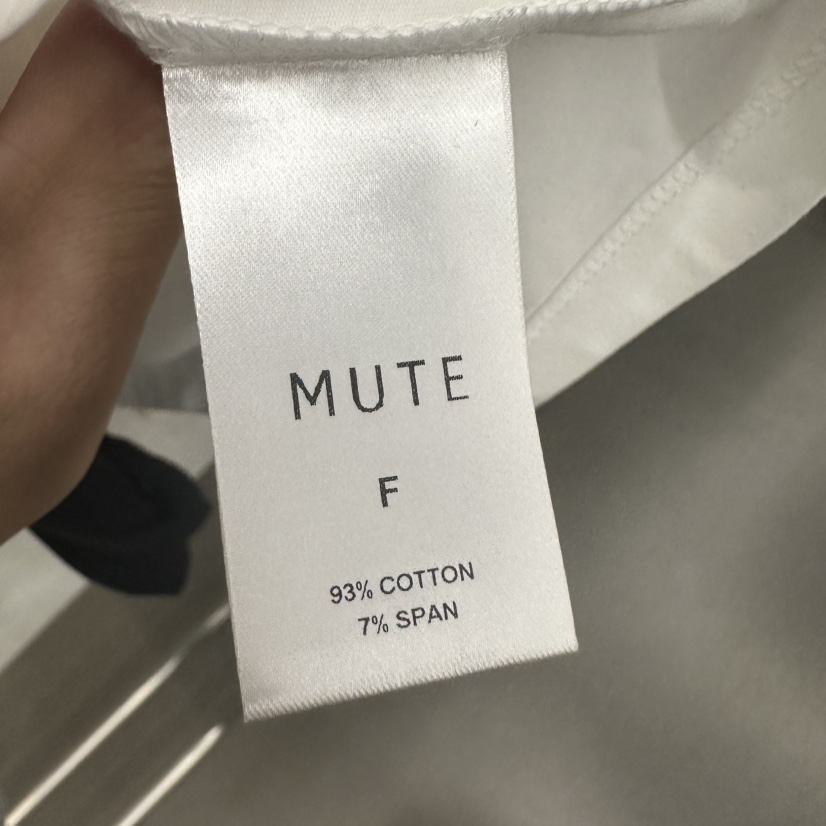 MUTE
F
93% COTTON
7% SPAN